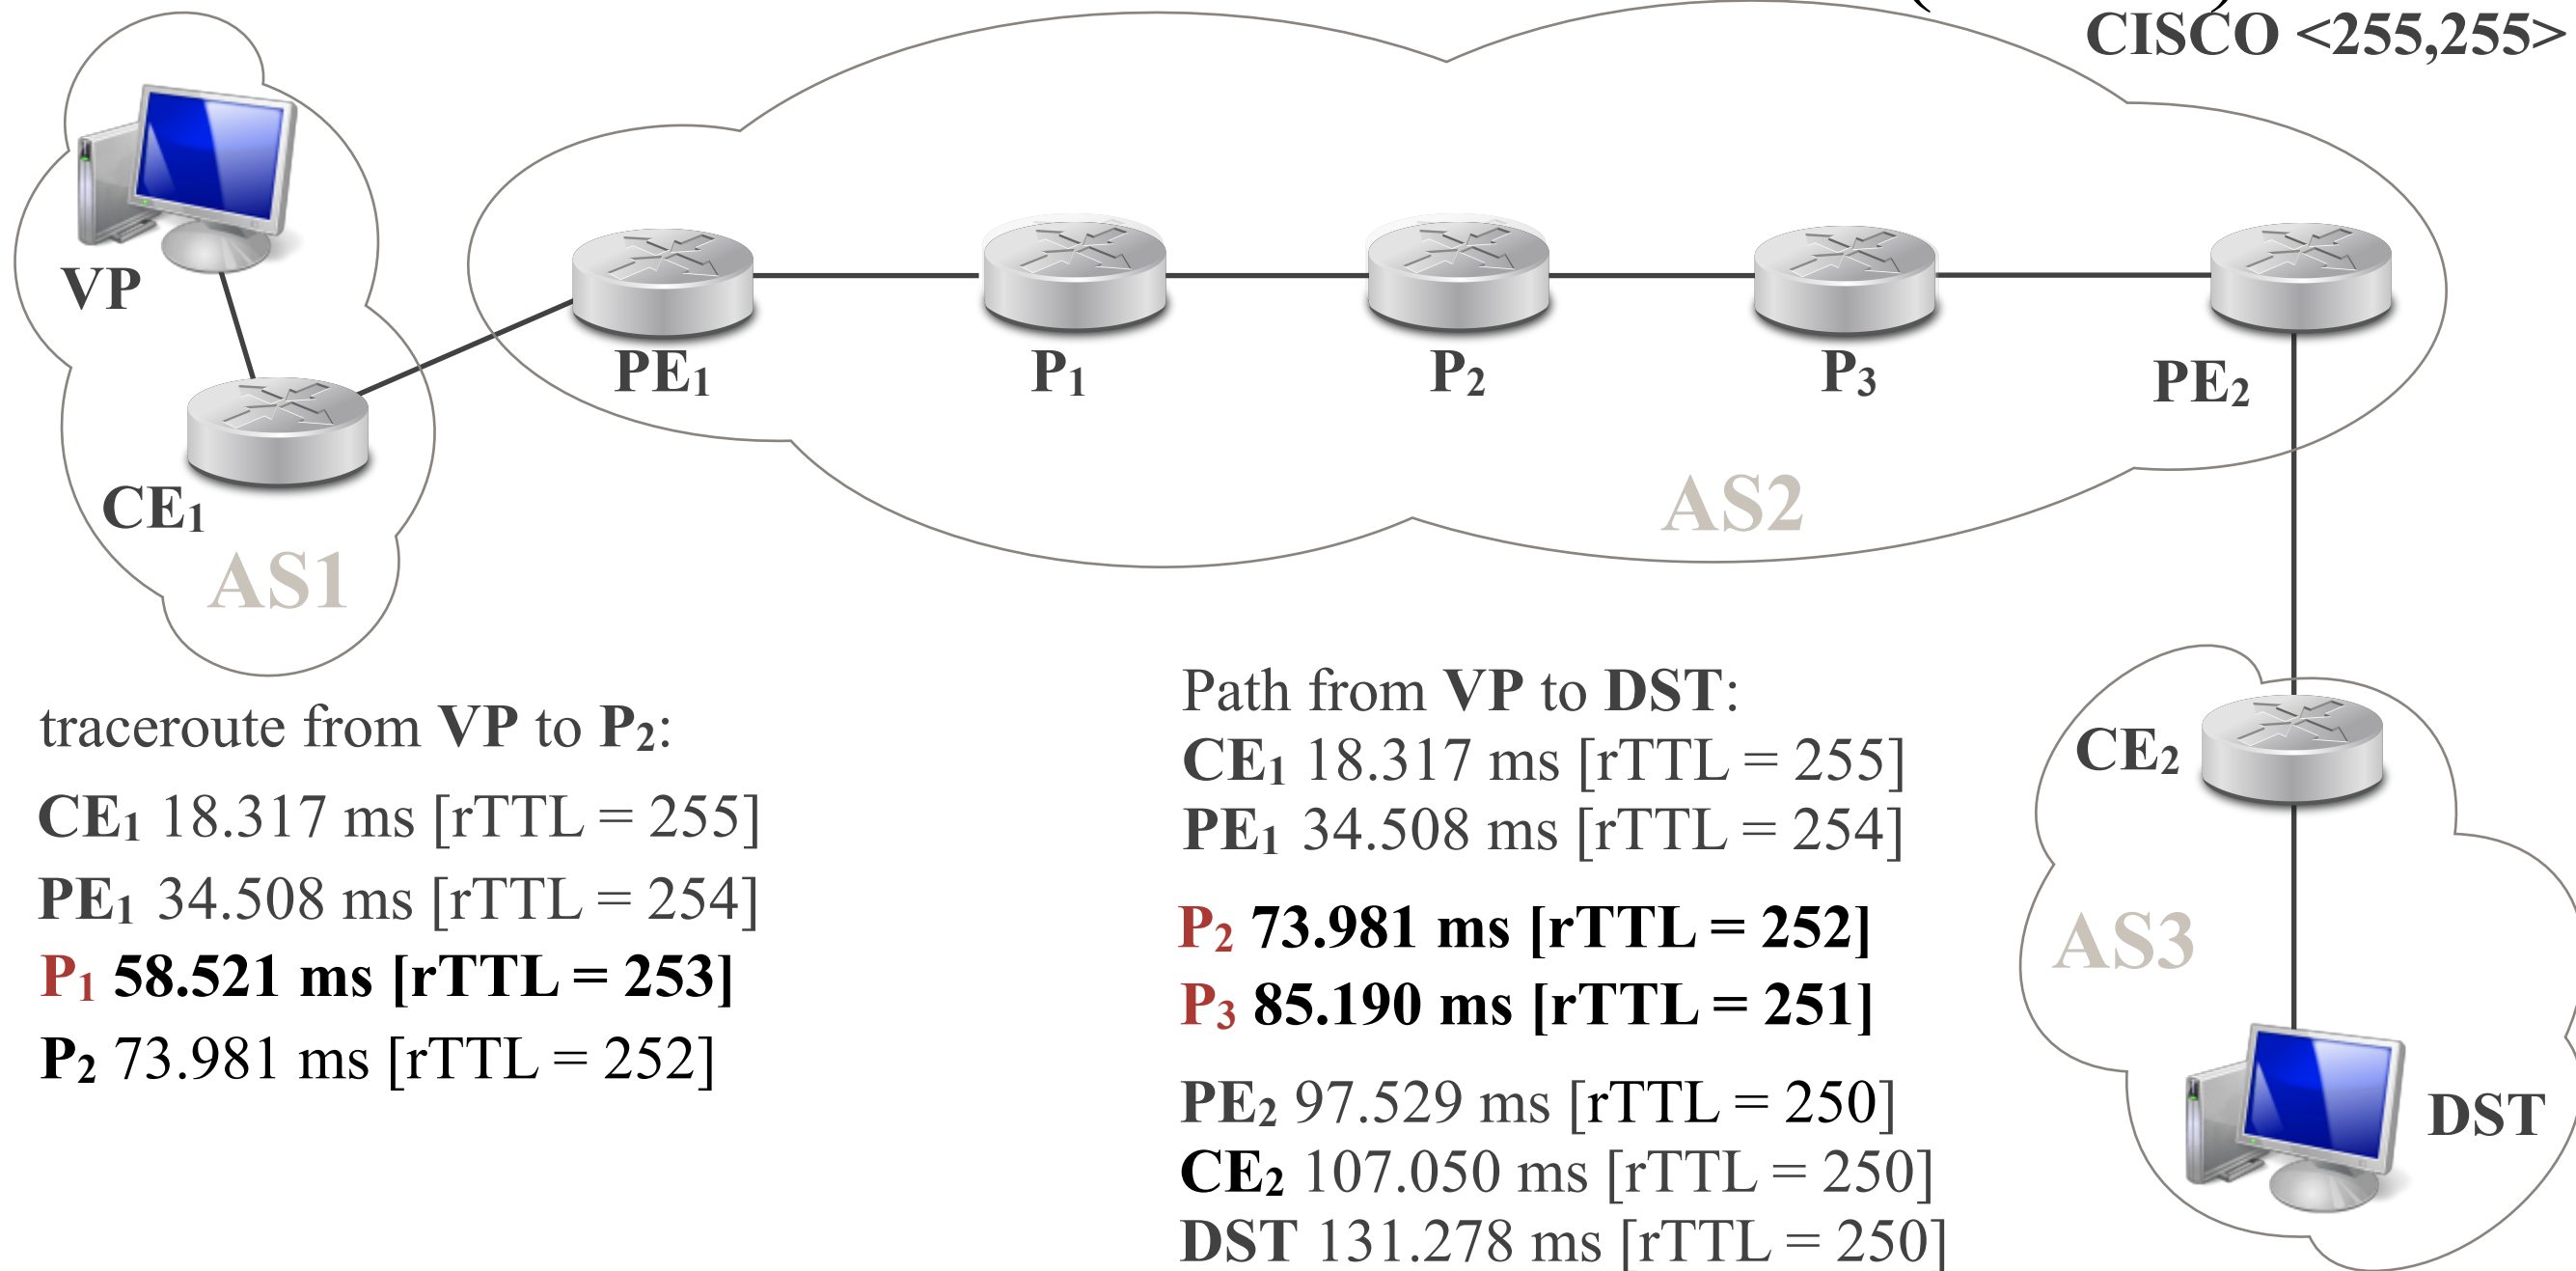 CISCO <255,255>
VP
PE1
P1
P2
P3
PE2
CE1
AS1
AS2
traceroute from VP to P2:
CE1 18.317 ms [rTTL = 255]
PE1 34.508 ms [rTTL = 254]
P1 58.521 ms [rTTL = 253]
P2 73.981 ms [rTTL = 252]
Path from VP to DST:
CE1 18.317 ms [rTTL = 255]
PE1 34.508 ms [rTTL = 254]
P2 73.981 ms [rTTL = 252]
P3 85.190 ms [rTTL = 251]
PE2 97.529 ms [rTTL = 250]
CE2 107.050 ms [rTTL = 250]
DST 131.278 ms [rTTL = 250]
CE2
AS3
DST